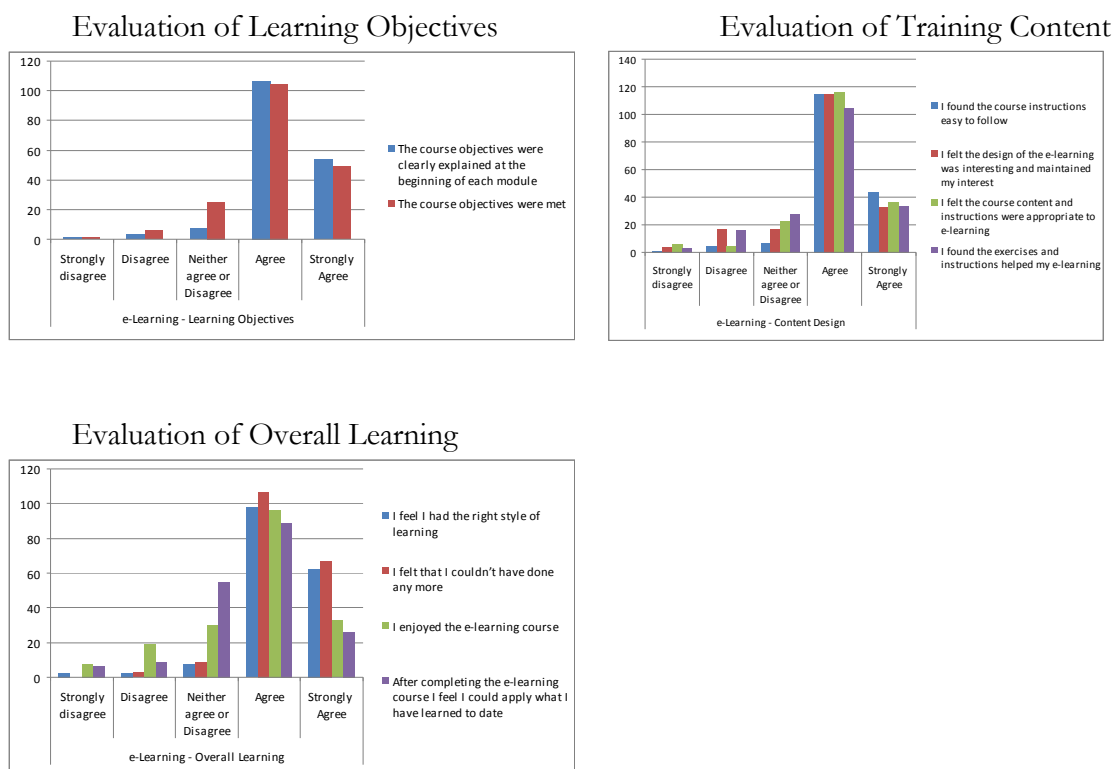 Evaluation of Learning Objectives
120
100
80
60
40
20
0
Strongly
disagree
Disagree
Neither
agree or
Disagree
Agree
Strongly
Agree
e-Learning - Learning Objectives
The course objectives were
clearly explained at the
beginning of each module
The course objectives were met
Evaluation of Training Content
140
120
100
80
60
40
20
0
Strongly
disagree
Disagree
Neither
agree or
Disagree
Agree
Strongly
Agree
e-Learning - Content Design
I found the course instructions
easy to follow
I felt the design of the e-learning
was interesting and maintained
my interest
I felt the course content and
instructions were appropriate to
e-learning
I found the exercises and
instructions helped my e-learning
Evaluation of Overall Learning
120
100
80
60
40
20
0
Strongly
disagree
Disagree
Neither
agree or
Disagree
Agree
Strongly
Agree
e-Learning - Overall Learning
I feel I had the right style of
learning
I felt that I couldn't have done
any more
I enjoyed the e-learning course
After completing the e-learning
course I feel I could apply what I
have learned to date